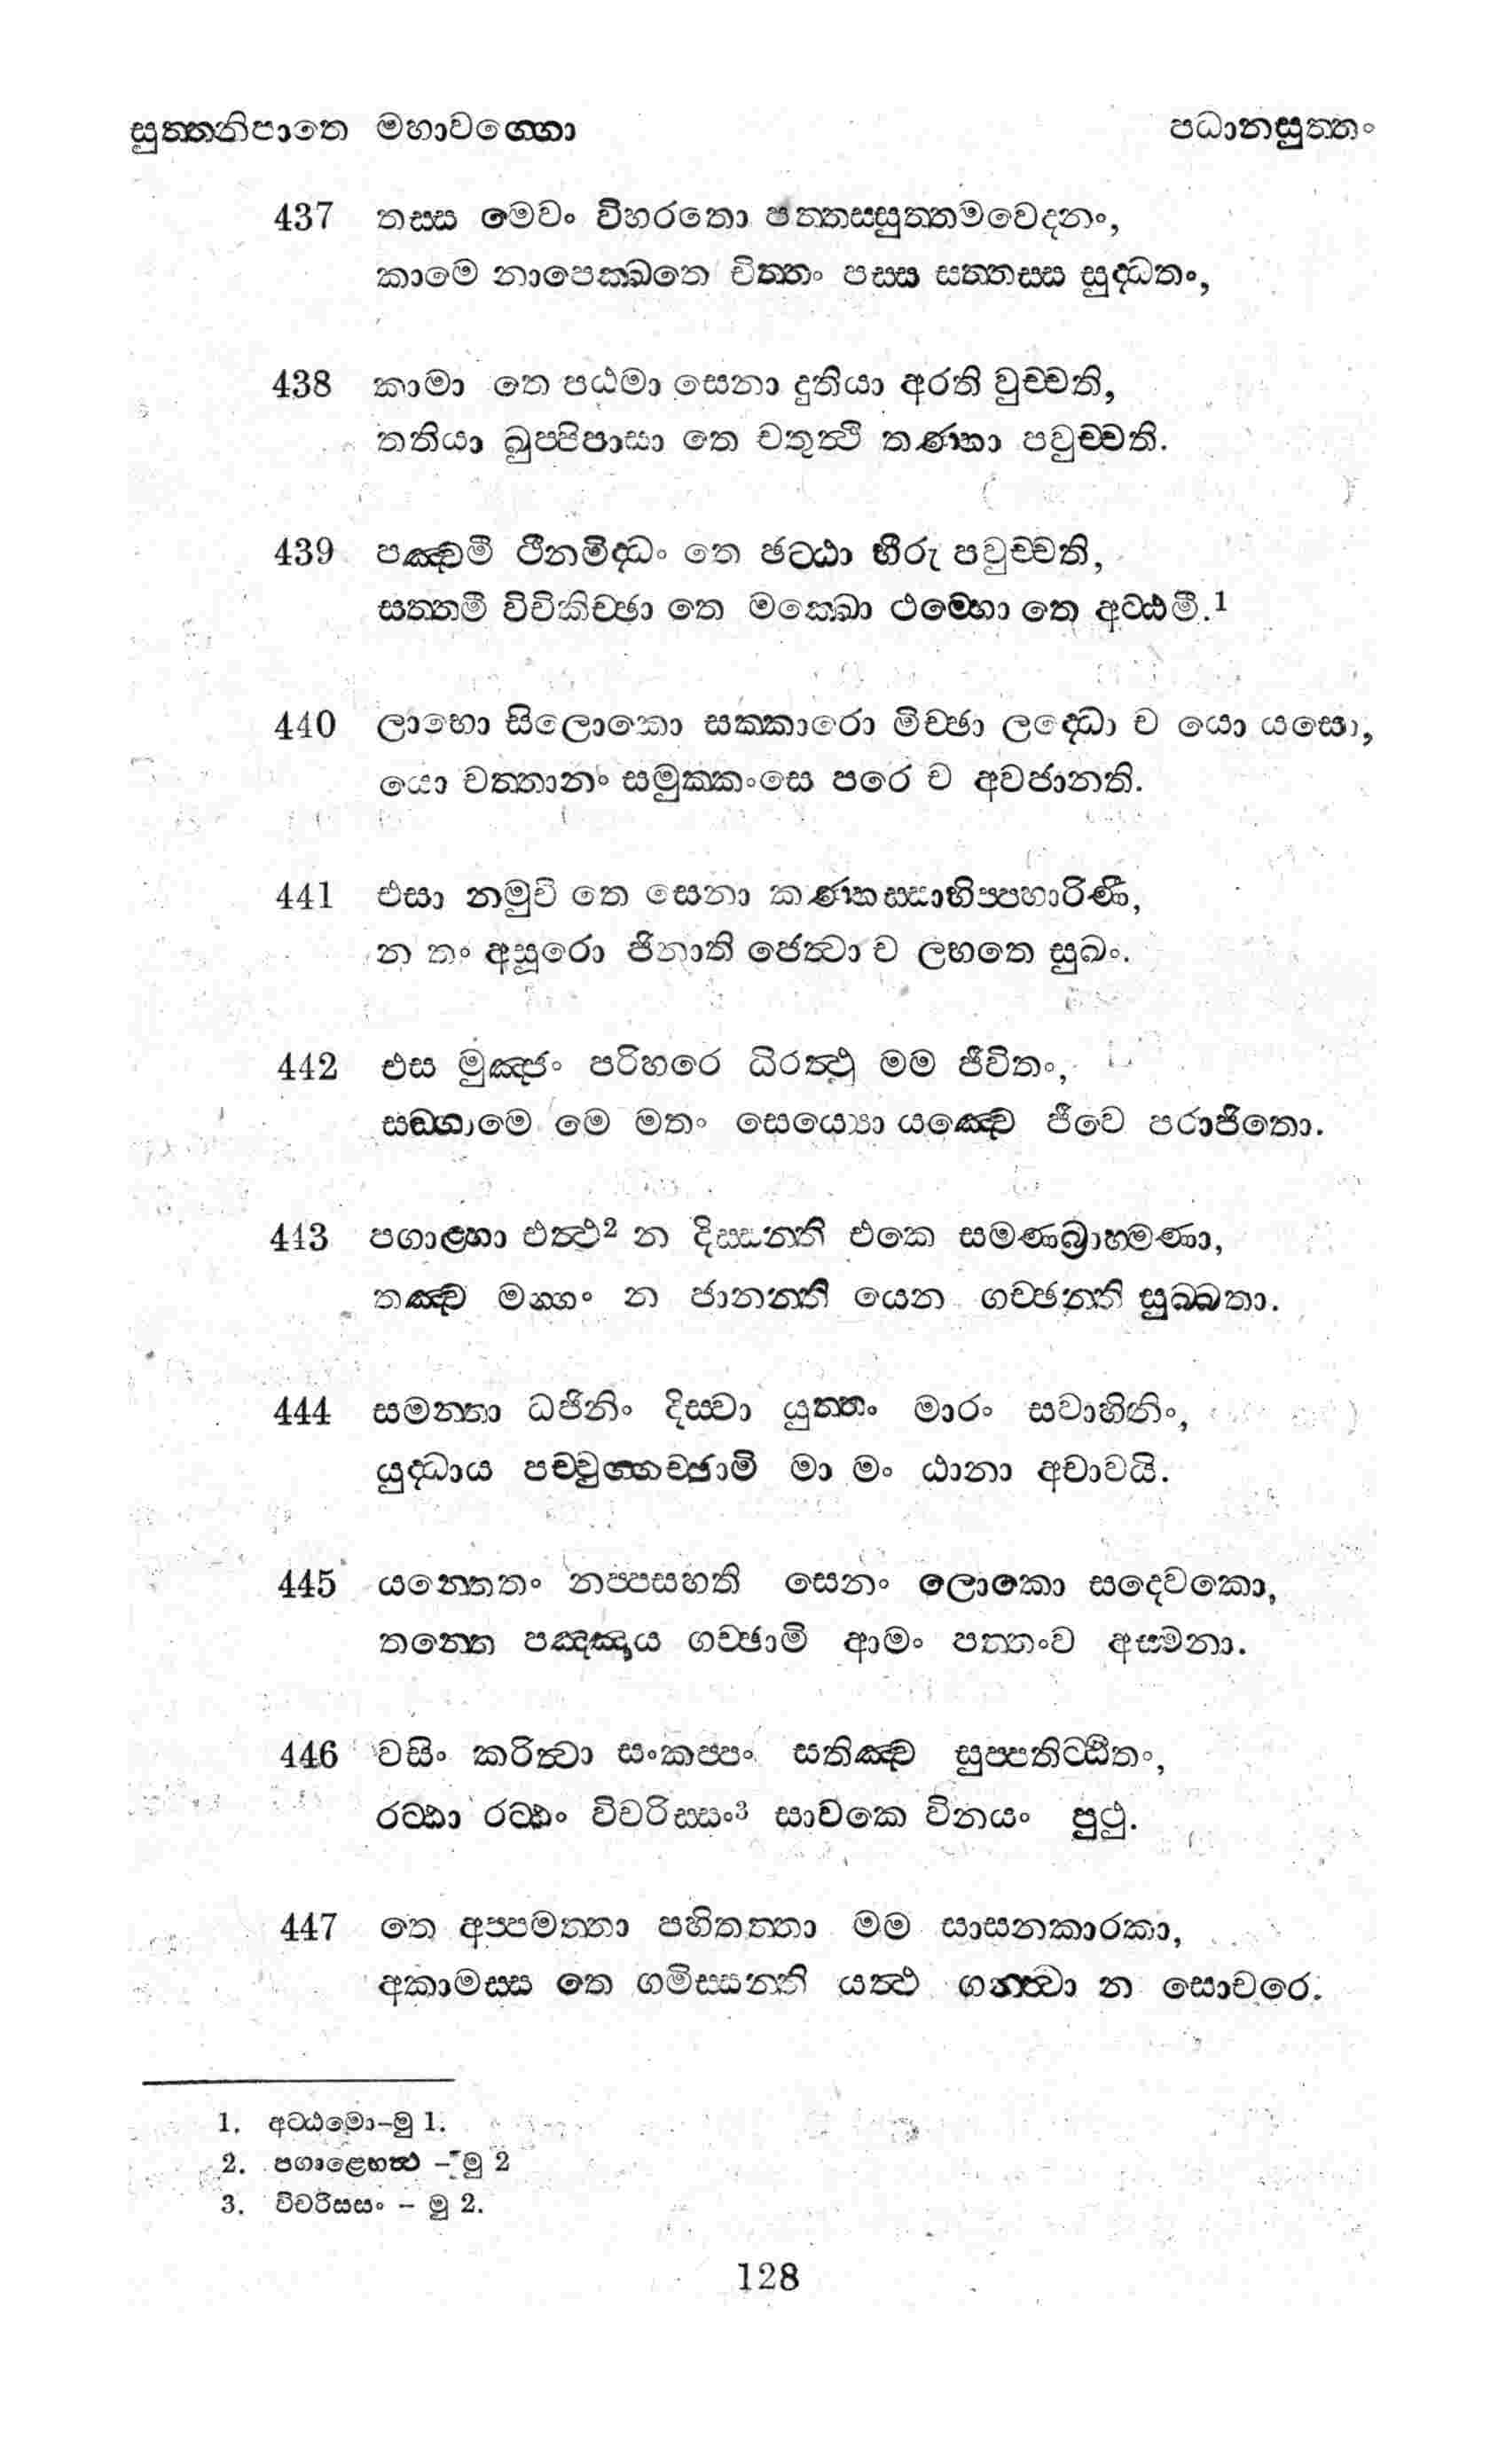 සුත්තනිපාතෙ මහාවග්ගො පධානසුත්තං
437 තස්ස මෙවං විහරතො පත්තස්සුත්තමවෙදනං,
කාමෙ නාපෙක්ඛතෙ චිත්තං පස්ස සත්තස්ස සුද්ධතං,
438 කාමා තෙ පඨමා සෙනා දුතියා අරති වුච්චති,
තතියා ඛුප්පිපාසා තෙ චතුත්ථි තණ්හා පවුච්චති.
439 පඤ්චමී ථීනමිද්ධං තෙ ඡට්ඨා භීරු පවුච්චති,
සත්තමී විචිකිච්ඡා තෙ මක්ඛො ථම්භො තෙ අට්ඨමී.1
440 ලාභො සිලොකො සක්කාරො මිච්ඡා ලද්ධො ච යො යසො,
යො චත්තානං සමුක්කංසෙ පරෙ ච අවජානති.
441 එසා නමුචි තෙ සෙනා කණ්හස්සාභිප්පහාරිණී,
න තං අසූරො ජිනාති ජෙත්වා ච ලභතෙ සුඛං.
442 එස මුඤ්ජං පරිහරෙ ධිරත්ථු මම ජීවිතං,
සඞ්ගාමෙ මෙ මතං සෙය්‍යො යඤ්චෙ ජීවෙ පරාජිතො.
443 පගාළ්හා එත්ථ2 න දිස්සන්ති එකෙ සමණබ්‍රාහ්මණා,
තඤ්ච මග්ගං න ජානන්ති යෙන ගච්ඡන්ති සුබ්බතා.
444 සමන්තා ධජිනිං දිස්වා යුත්තං මාරං සවාහිනිං,
යුද්ධාය පච්චුග්ගච්ඡාමි මා මං ඨානා අචාවයි.
445 යන්තෙතං නප්පසහති සෙනං ලොකො සදෙවකො,
තන්තෙ පඤ්ඤාය ගච්ඡාමි ආමං පත්තංව අස්මනා.
446 වසිං කරිත්වා සංකප්පං සතිඤ්ච සුප්පතිට්ඨිතං,
රට්ඨා රට්ඨං විචරිස්සං3 සාවකෙ විනයං පුථු.
447 තෙ අප්පමත්තා පහිතත්තා මම සාසනකාරකා,
අකාමස්ස තෙ ගමිස්සන්ති යත්ථ ගන්ත්වා න සොචරෙ.
1. අට්ඨමො-මු 1.
2. පගාළෙහත්ථ - මු 2
3. විචරිසසං - මු 2.
128